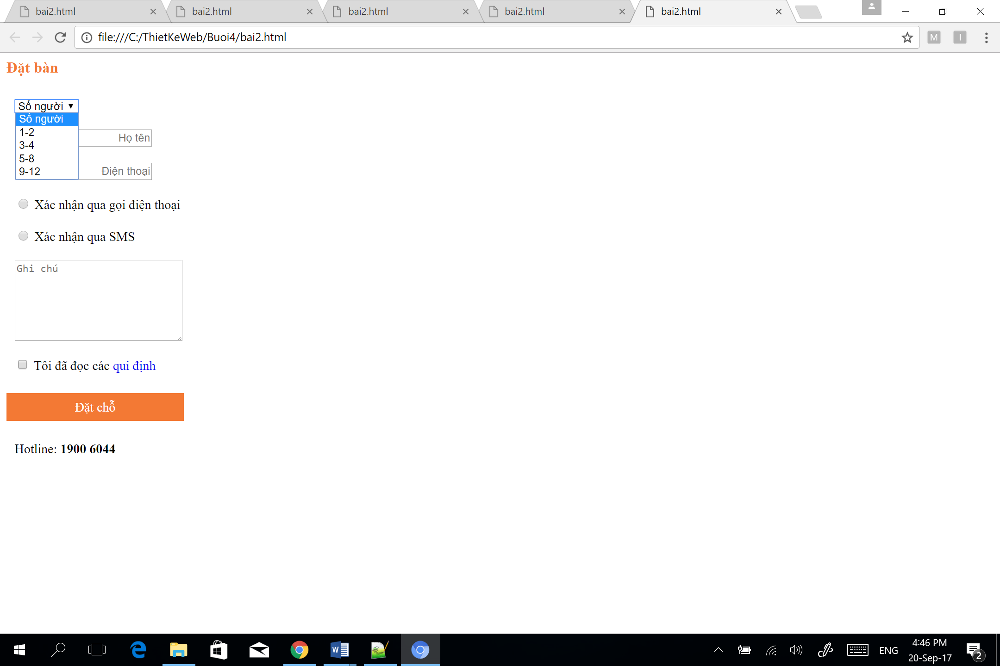 bai2.html
bai2.html
bai2.html
bai2.html
bai2.html
file:///C:/ThietKeWeb/Buoi4/bai2.html
M
I
Đặt bàn
Số người
Số người
1-2
3-4
5-8
9-12
Họ tên
Điện thoại
Xác nhận qua gọi điện thoại
Xác nhận qua SMS
Ghi chú
Tôi đã đọc các qui định
Đặt chỗ
Hotline: 1900 6044
ENG
4:46 PM
20-Sep-17
2